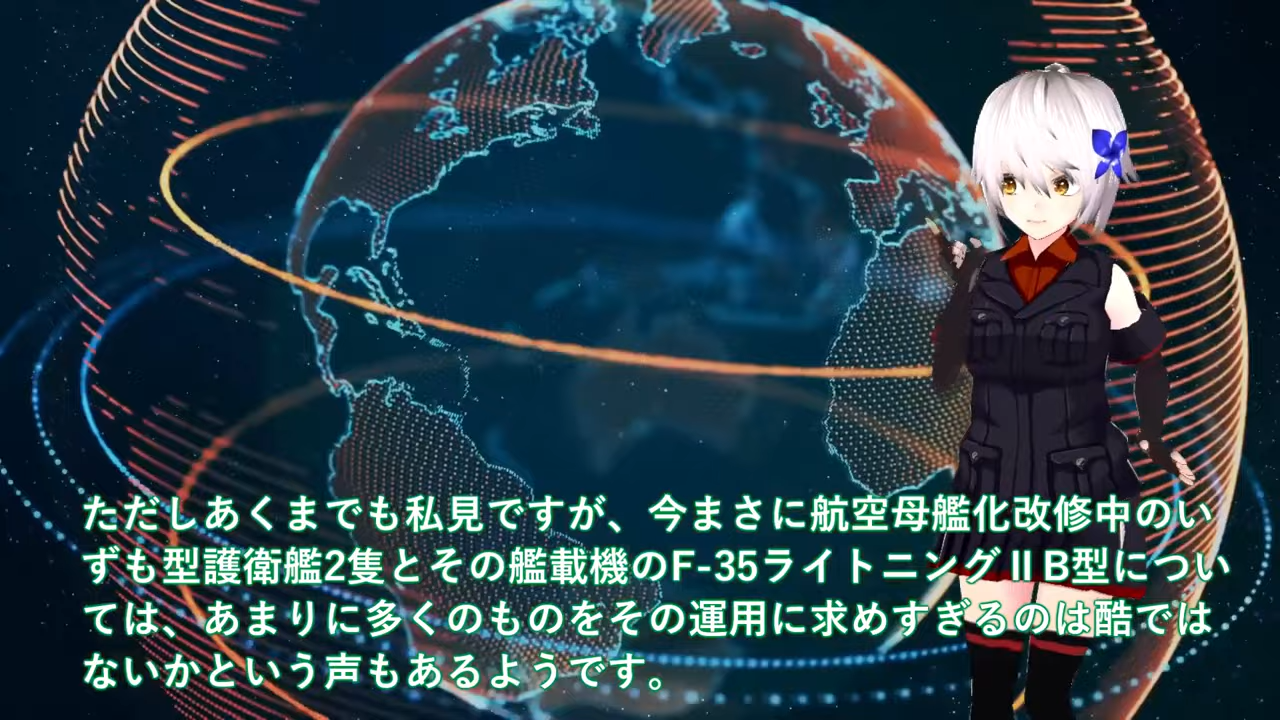 ただしあくまでも私見ですが、今まさに航空母艦化改修中のい
ずも型護衛艦2隻とその艦載機のF-35ライトニングⅡB型につい
ては、あまりに多くのものをその運用に求めすぎるのは酷では
ないかという声もあるようです。